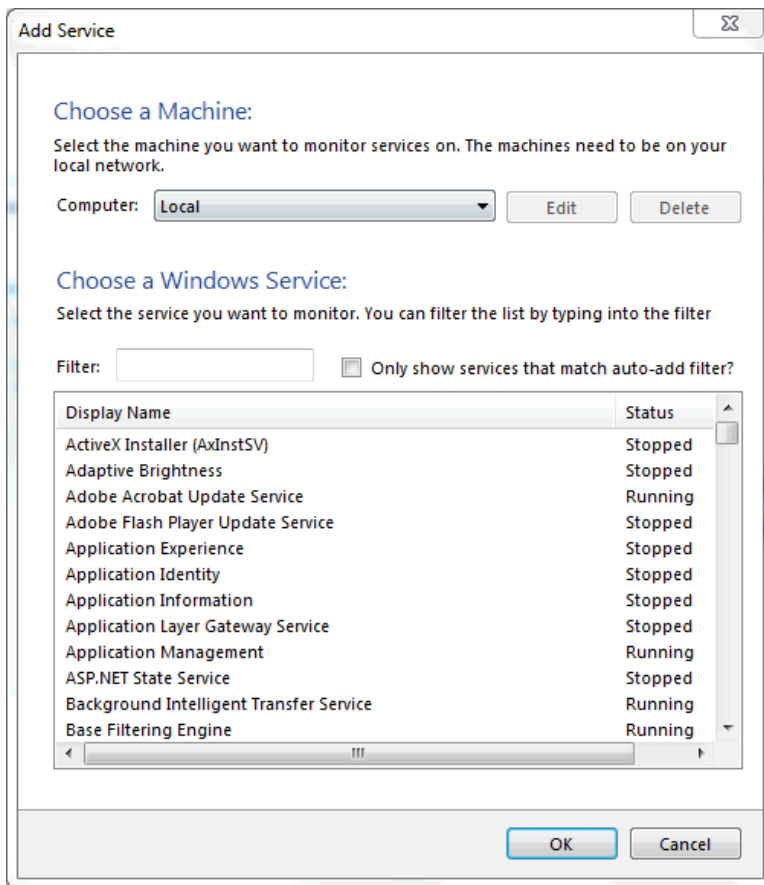 Add Service
Choose a Machine:
Select the machine you want to monitor services on. The machines need to be on your
local network.
Computer: Local Edit Delete
Choose a Windows Service:
Select the service you want to monitor. You can filter the list by typing into the filter
Filter: Only show services that match auto-add filter?
Display Name Status
ActiveX Installer (AxInstSV) Stopped
Adaptive Brightness Stopped
Adobe Acrobat Update Service Running
Adobe Flash Player Update Service Stopped
Application Experience Stopped
Application Identity Stopped
Application Information Stopped
Application Layer Gateway Service Stopped
Application Management Running
ASP.NET State Service Stopped
Background Intelligent Transfer Service Running
Base Filtering Engine Running
OK Cancel